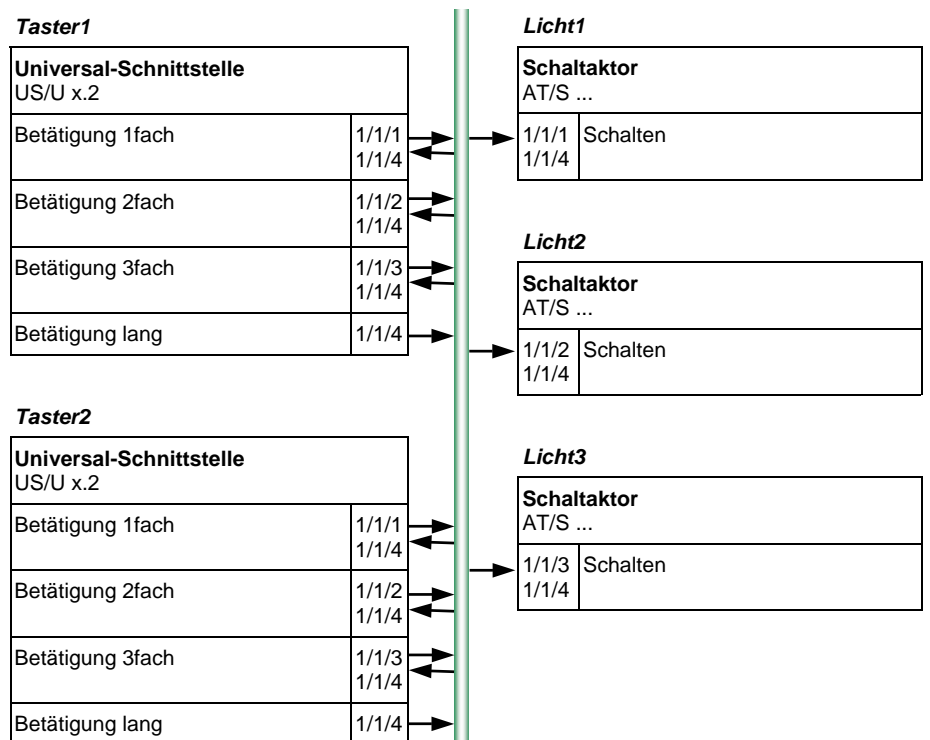 Taster1
Universal-Schnittstelle
US/U x.2
Betätigung 1fach 1/1/1
1/1/4
Betätigung 2fach 1/1/2
1/1/4
Betätigung 3fach 1/1/3
1/1/4
Betätigung lang 1/1/4
Taster2
Universal-Schnittstelle
US/U x.2
Betätigung 1fach 1/1/1
1/1/4
Betätigung 2fach 1/1/2
1/1/4
Betätigung 3fach 1/1/3
1/1/4
Betätigung lang 1/1/4
Licht1
Schaltaktor
AT/S ...
1/1/1 Schalten
1/1/4
Licht2
Schaltaktor
AT/S ...
1/1/2 Schalten
1/1/4
Licht3
Schaltaktor
AT/S ...
1/1/3 Schalten
1/1/4